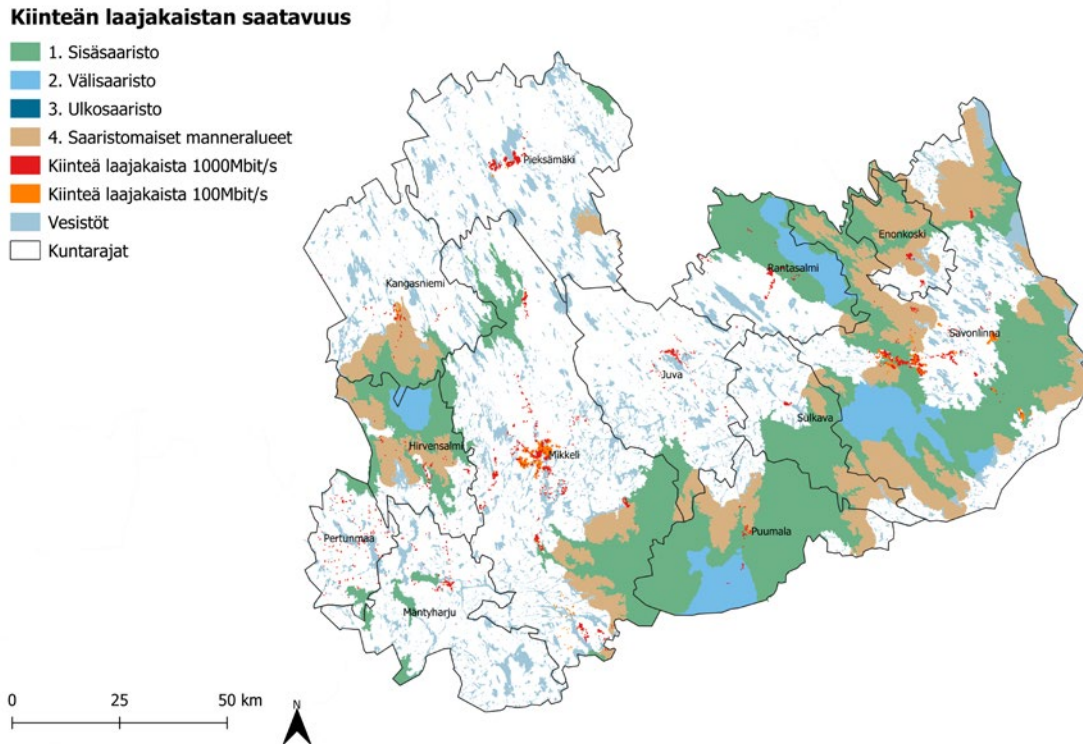 Kiinteän laajakaistan saatavuus
1. Sisäsaaristo
2. Välisaaristo
3. Ulkosaaristo
4. Saaristomaiset manneralueet
Kiinteä laajakaista 1000Mbit/s
Kiinteä laajakaista 100Mbit/s
Vesistöt
Kuntarajat
Pieksämäki
Enonkoski
Rantasalmi
Kangasniemi
Savonlinna
Juva
Sulkava
Hirvensalmi
Mikkeli
Puumala
Pertunmaa
Mäntyharju
0 25 50 km
N